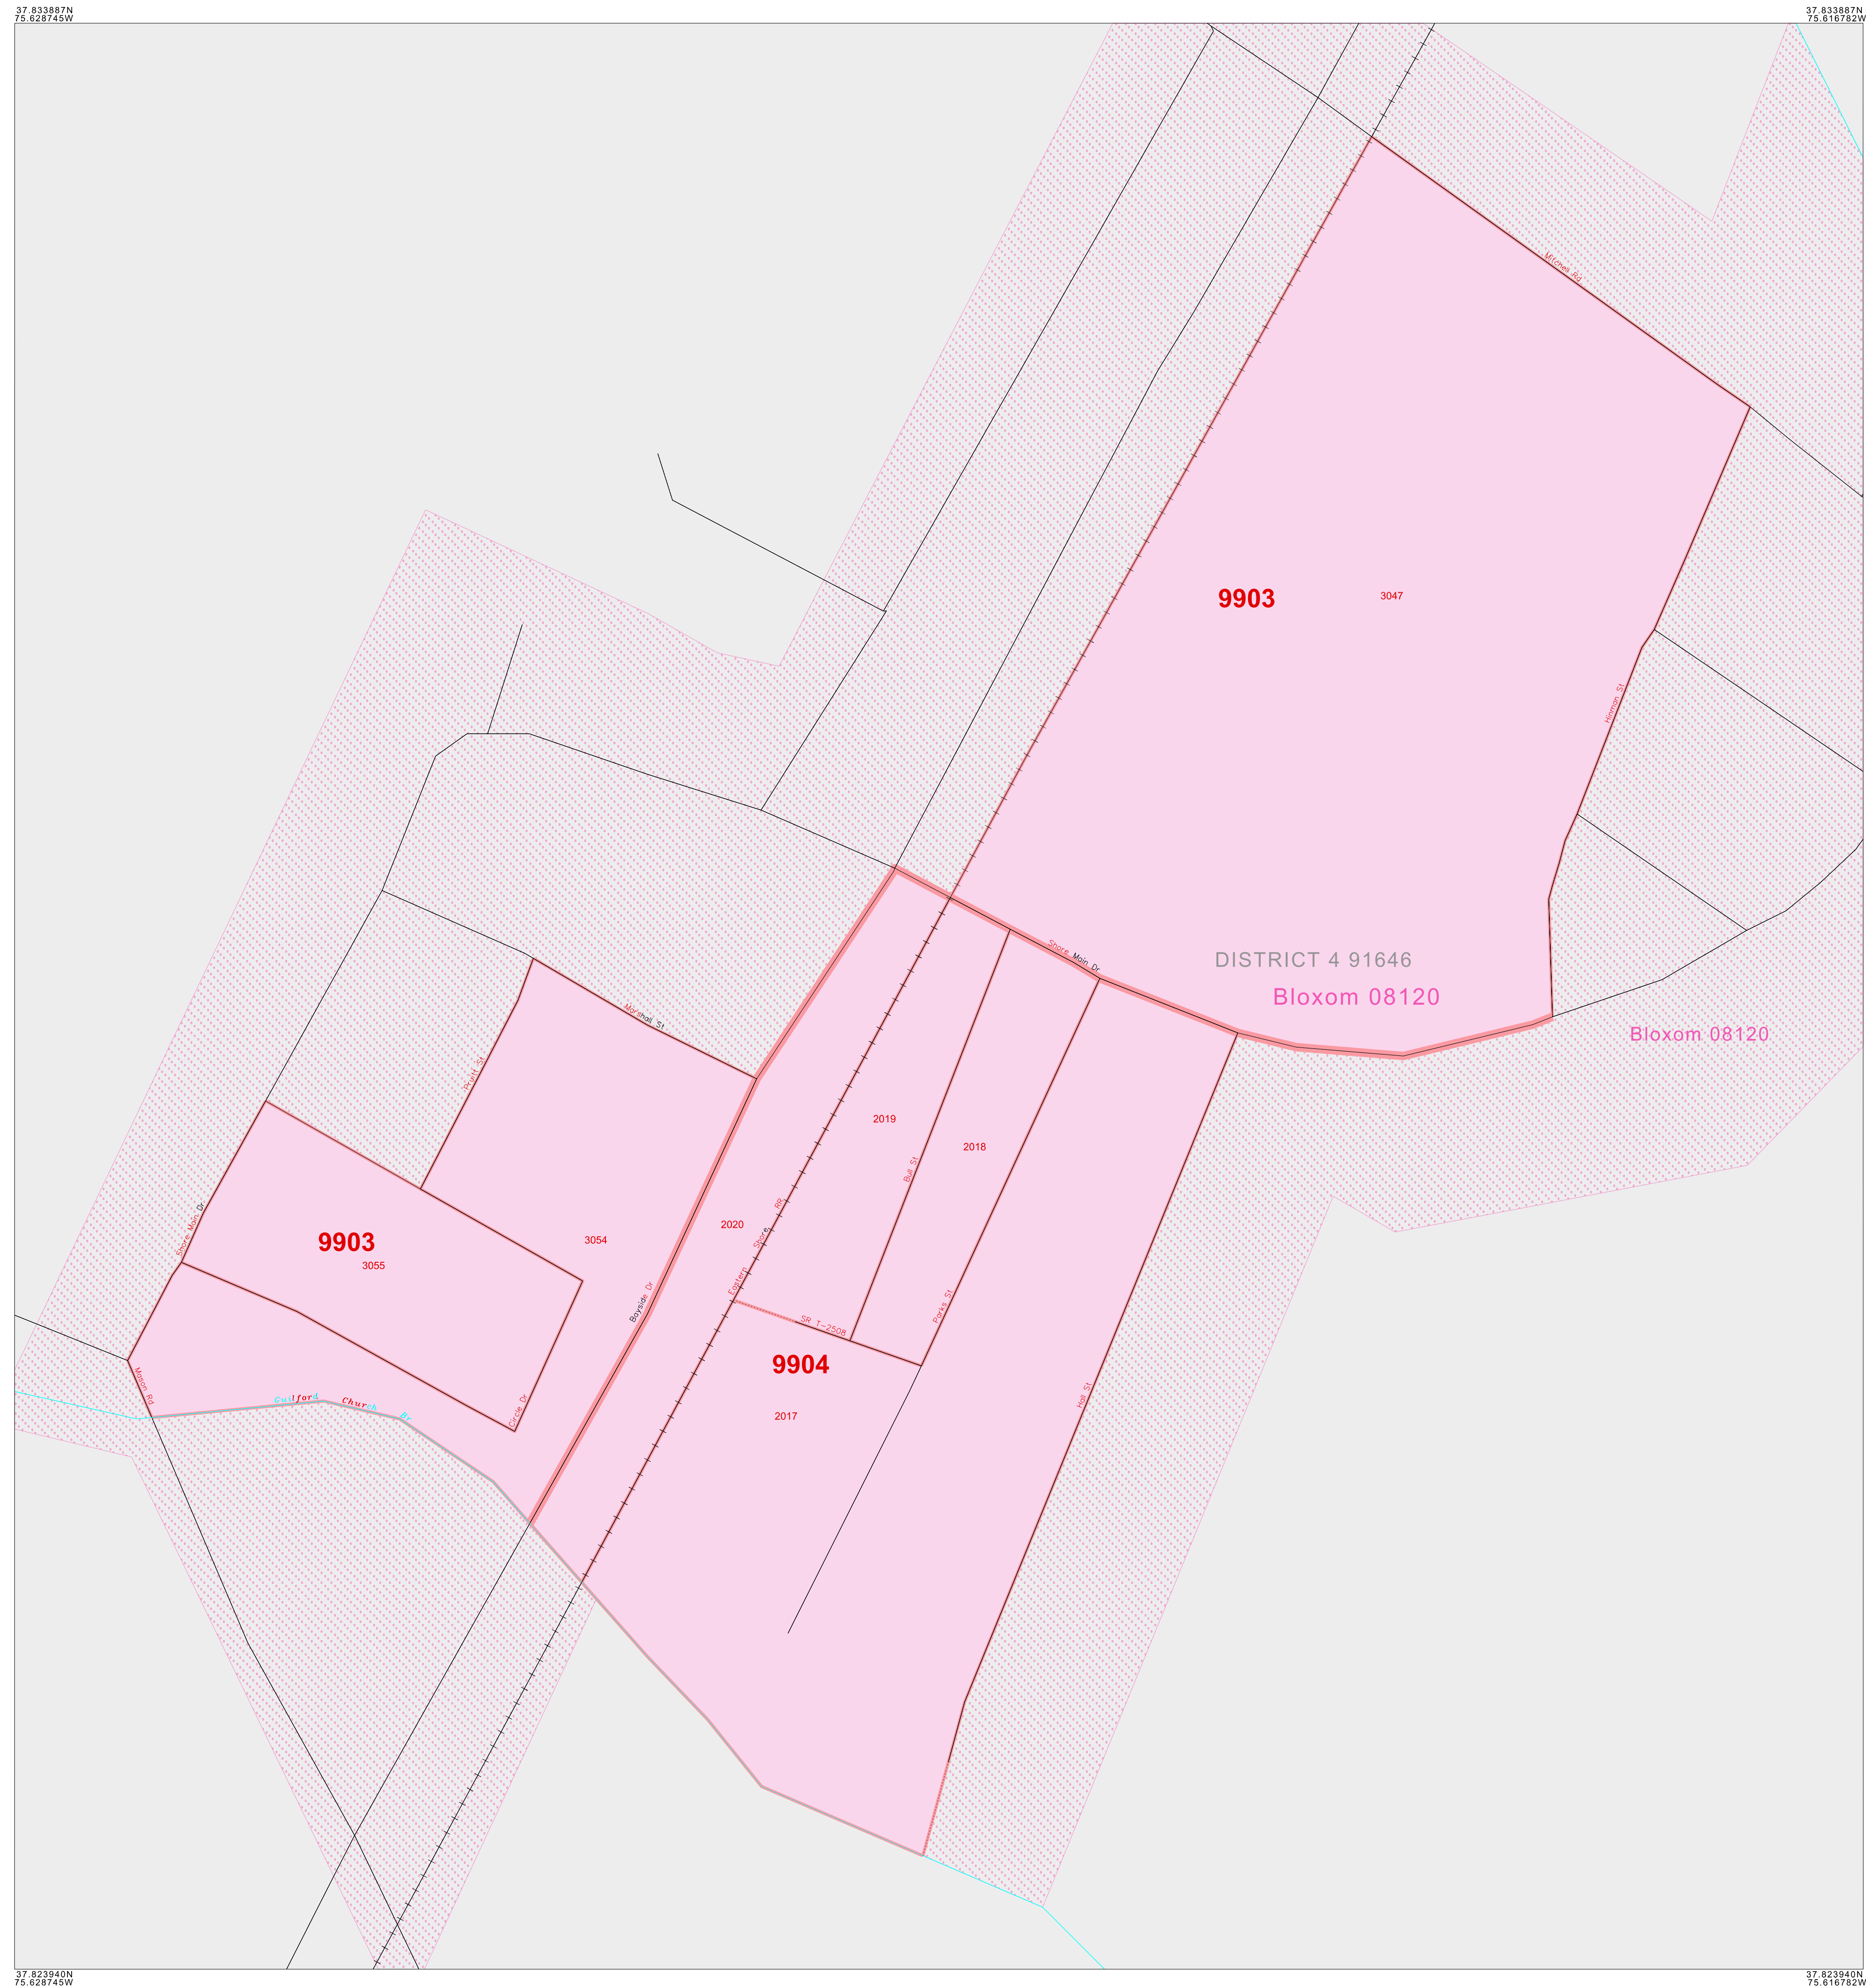 37.833887N
75.628745W
37.833887N
75.616782W
Mitchell Rd
9903
3047
Hinman St
Shore Main Dr
DISTRICT 4 91646
Bloxom 08120
Bloxom 08120
Marshall St
Pruitt St
2019
2018
Bull St
Shore Main Dr
2020
Eastern Shore RR
9903
3054
3055
Bayside Dr
Parks St
SR T-2508
9904
2017
Hall St
Mason Rd
Guilford Church Br
Circle Dr
37.823940N
75.628745W
37.823940N
75.616782W